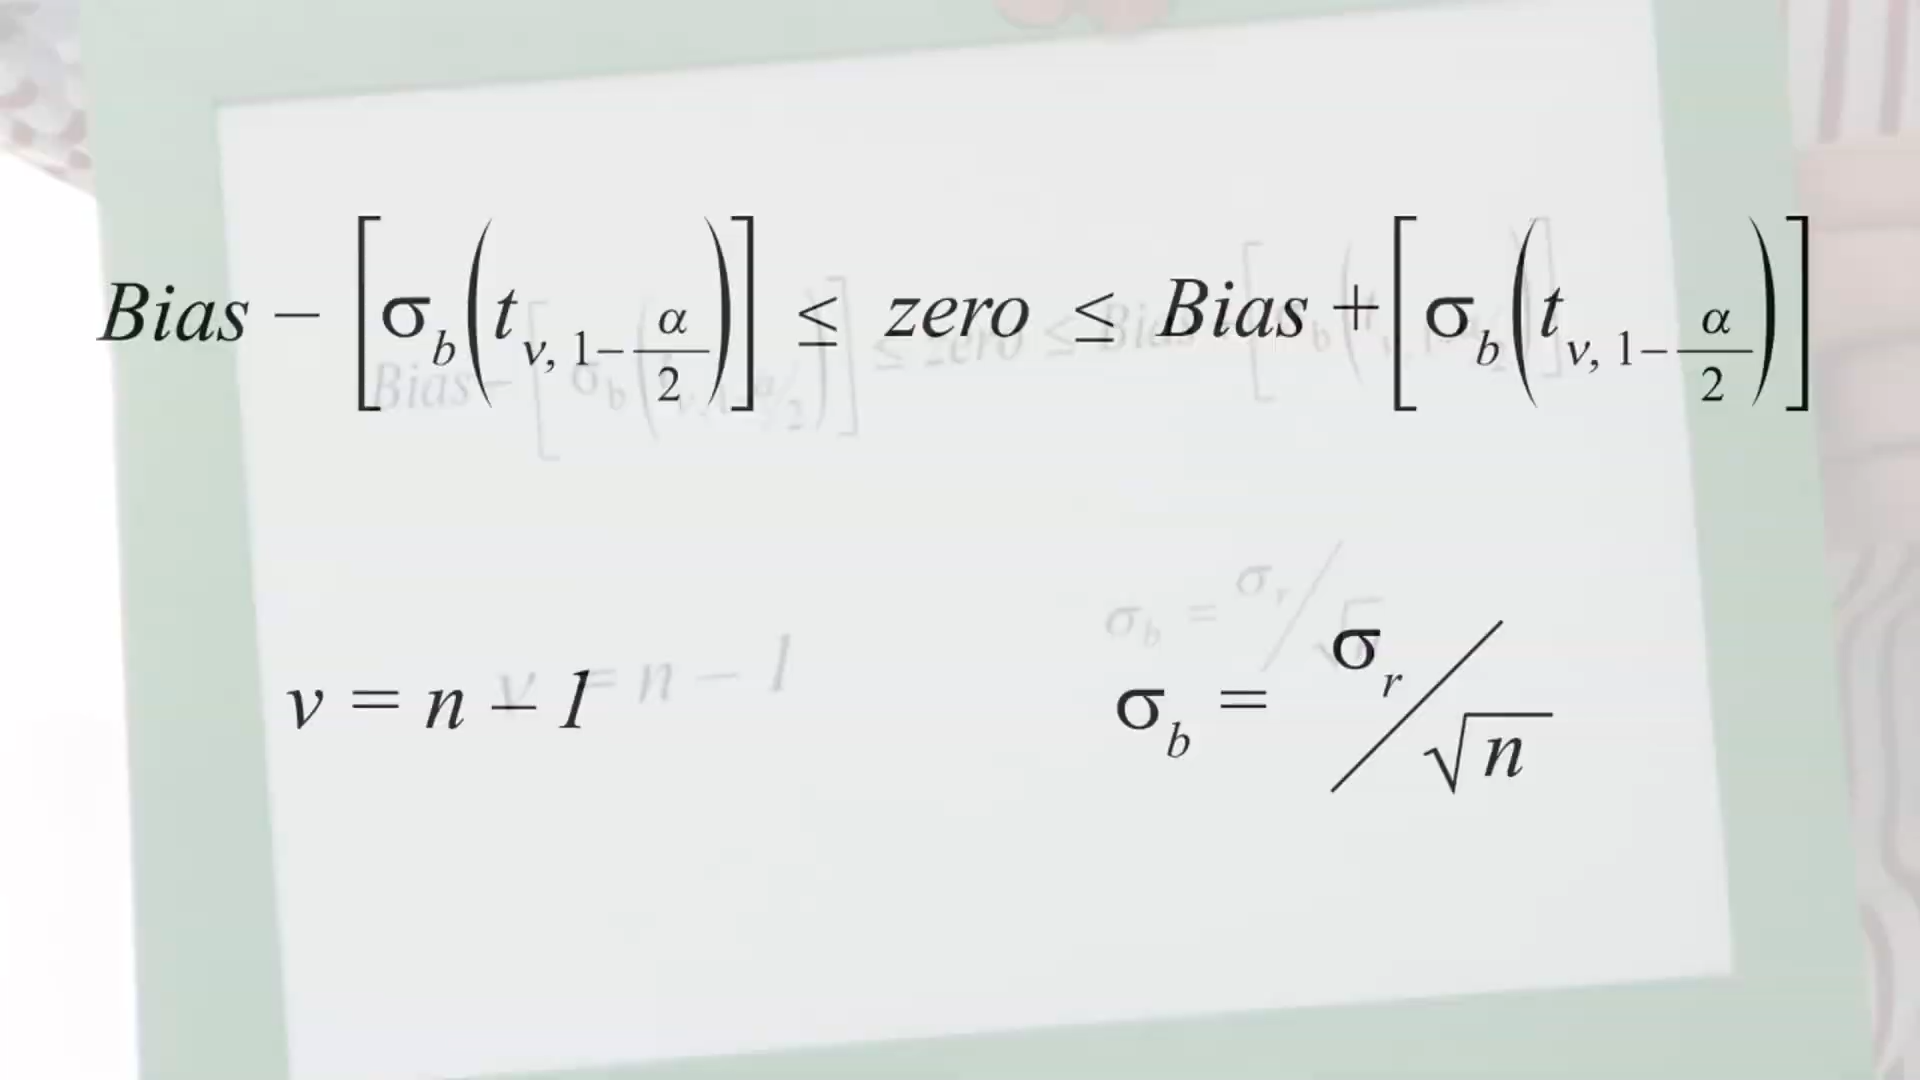 Bias − [σ_b(t_{v, 1−α/2})] ≤ zero ≤ Bias + [σ_b(t_{v, 1−α/2})]
v = n − 1
σ_b = σ_r/√n